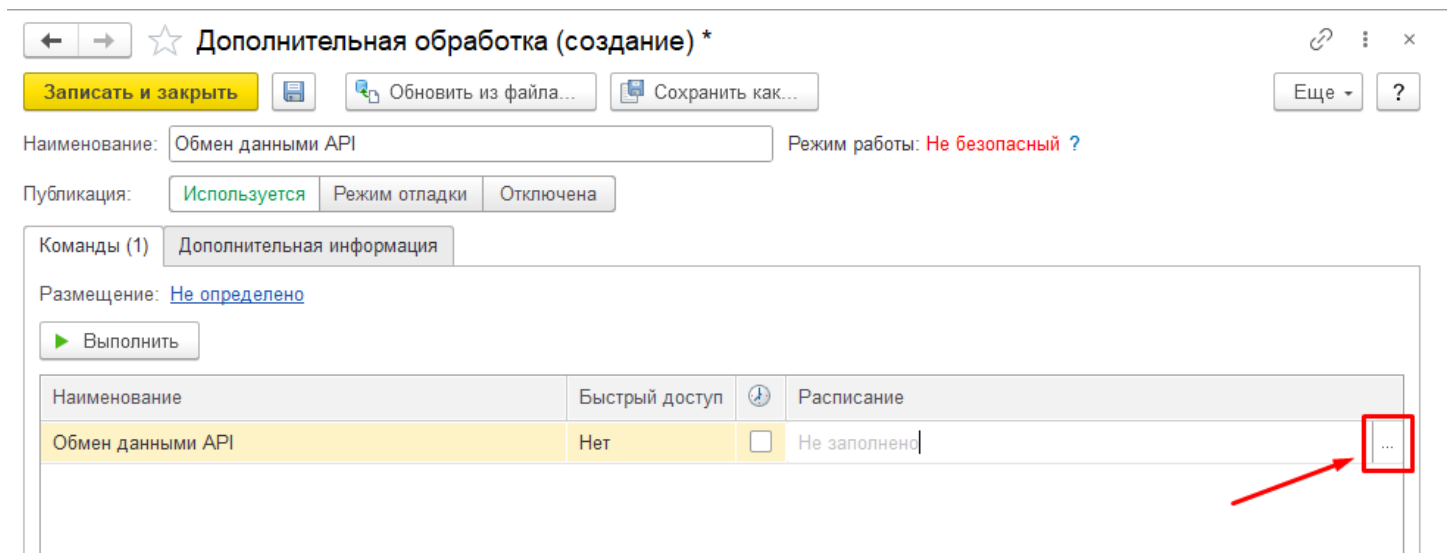 Дополнительная обработка (создание) *
Записать и закрыть Обновить из файла... Сохранить как... Еще ?
Наименование: Обмен данными API Режим работы: Не безопасный ?
Публикация: Используется Режим отладки Отключена
Команды (1) Дополнительная информация
Размещение: Не определено
Выполнить
Наименование Быстрый доступ Расписание
Обмен данными API Нет Не заполнено ...